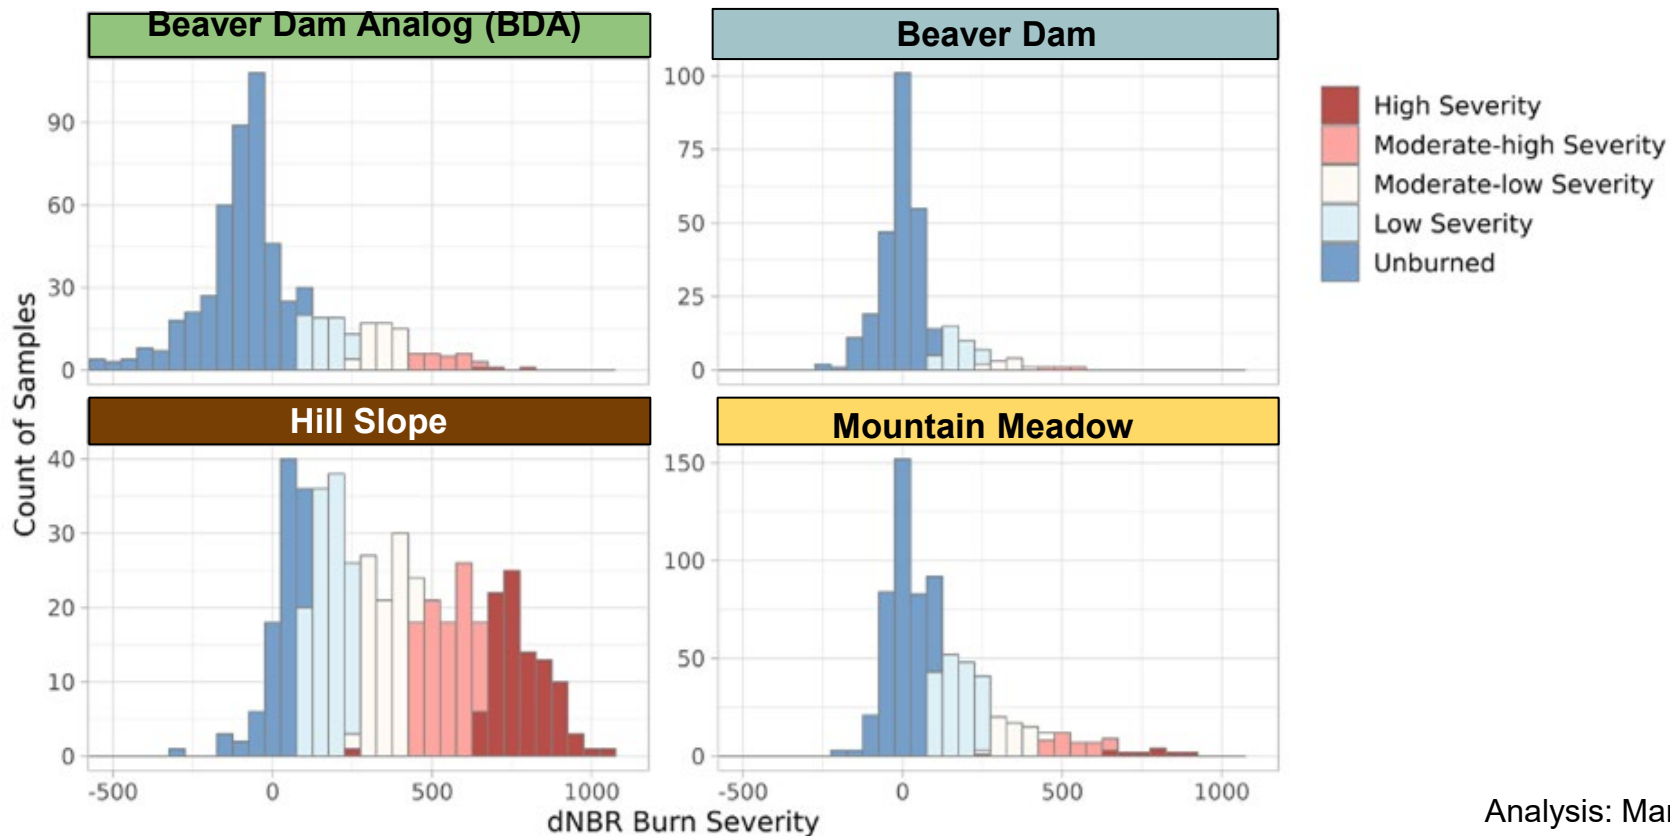 Beaver Dam Analog (BDA)
Beaver Dam
High Severity
Moderate-high Severity
Moderate-low Severity
Low Severity
Unburned
Count of Samples
90
60
30
0
100
75
50
25
0
Hill Slope
Mountain Meadow
40
30
20
10
0
150
100
50
0
-500 0 500 1000
-500 0 500 1000
dNBR Burn Severity
Analysis: